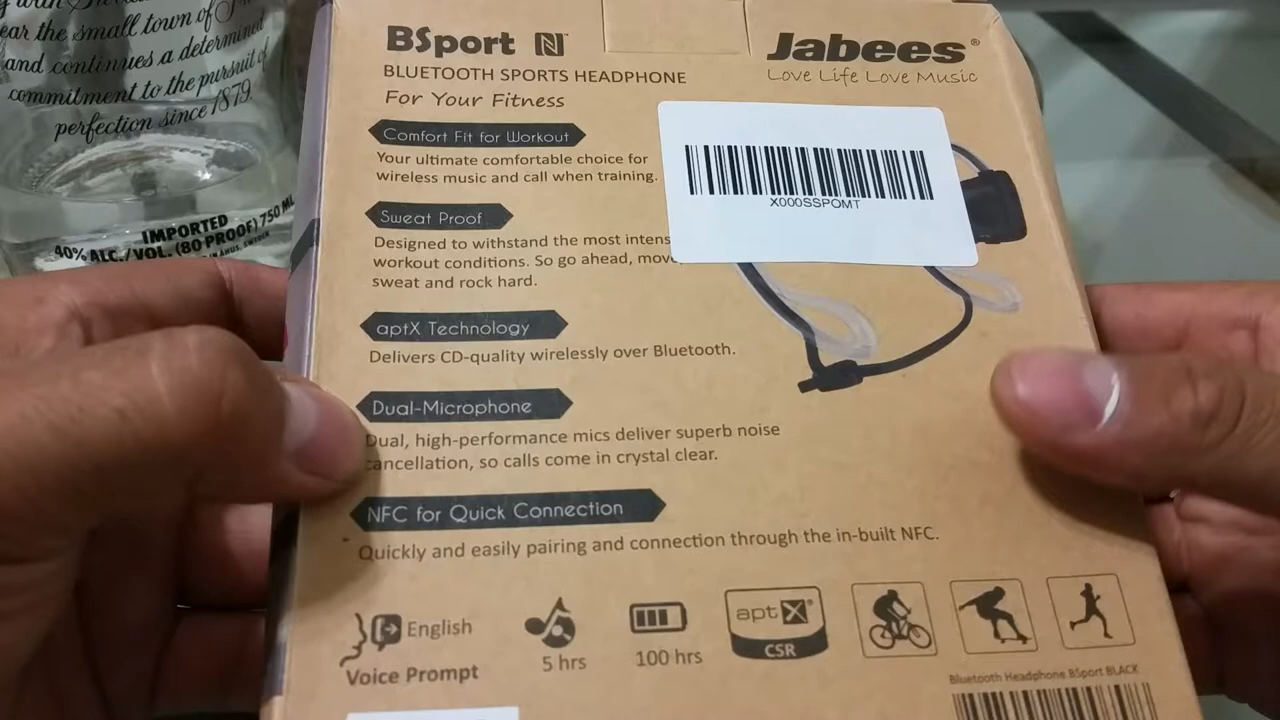 ear the small town of
and continues a determined
commitment to the pursuit of
perfection since 1879.
IMPORTED
40% ALC./VOL. (80 PROOF) 750 ML
BSport
BLUETOOTH SPORTS HEADPHONE
For Your Fitness
Jabees®
Love Life Love Music
X000SSPOMT
Comfort Fit for Workout
Your ultimate comfortable choice for
wireless music and call when training.
Sweat Proof
Designed to withstand the most intens
workout conditions. So go ahead, move
sweat and rock hard.
aptX Technology
Delivers CD-quality wirelessly over Bluetooth.
Dual-Microphone
Dual, high-performance mics deliver superb noise
cancellation, so calls come in crystal clear.
NFC for Quick Connection
Quickly and easily pairing and connection through the in-built NFC.
English
Voice Prompt
5 hrs
100 hrs
aptX®
CSR
Bluetooth Headphone BSport BLACK